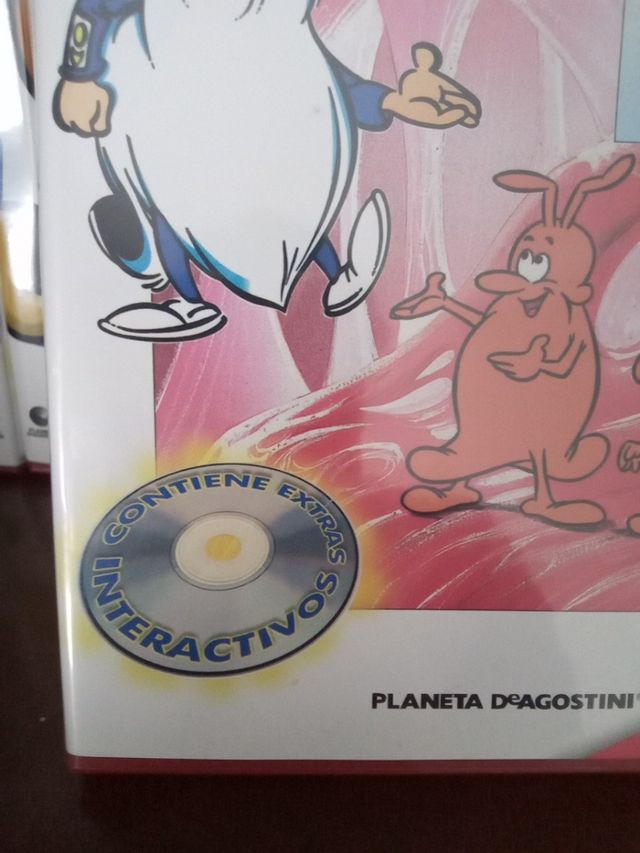 CONTIENE EXTRAS
INTERACTIVOS
PLANETA DeAGOSTINI